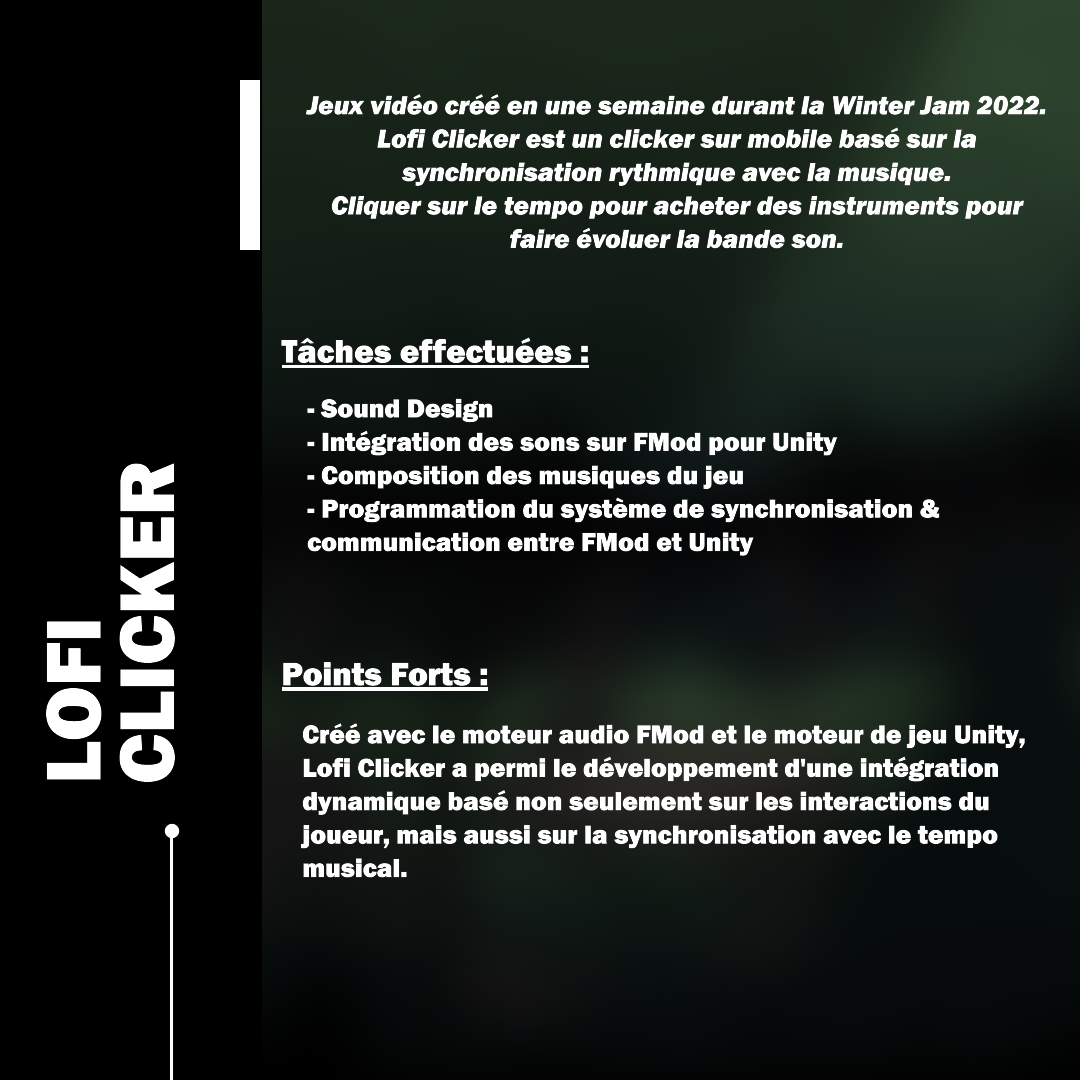 LOFI
CLICKER
Jeux vidéo créé en une semaine durant la Winter Jam 2022.
Lofi Clicker est un clicker sur mobile basé sur la
synchronisation rythmique avec la musique.
Cliquer sur le tempo pour acheter des instruments pour
faire évoluer la bande son.
Tâches effectuées :
- Sound Design
- Intégration des sons sur FMod pour Unity
- Composition des musiques du jeu
- Programmation du système de synchronisation &
communication entre FMod et Unity
Points Forts :
Créé avec le moteur audio FMod et le moteur de jeu Unity,
Lofi Clicker a permi le développement d'une intégration
dynamique basé non seulement sur les interactions du
joueur, mais aussi sur la synchronisation avec le tempo
musical.